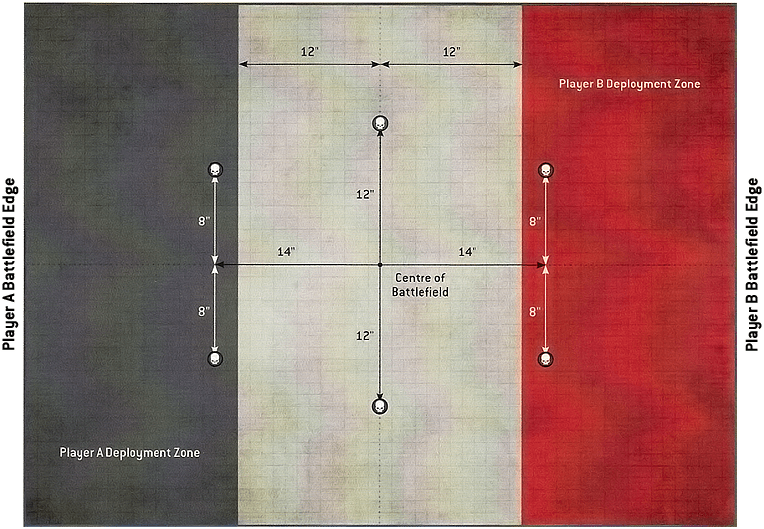 12" 12"
Player B Deployment Zone
12"
8" 8"
14" 14"
Centre of
Battlefield
8" 8"
12"
Player A Deployment Zone
Player A Battlefield Edge
Player B Battlefield Edge